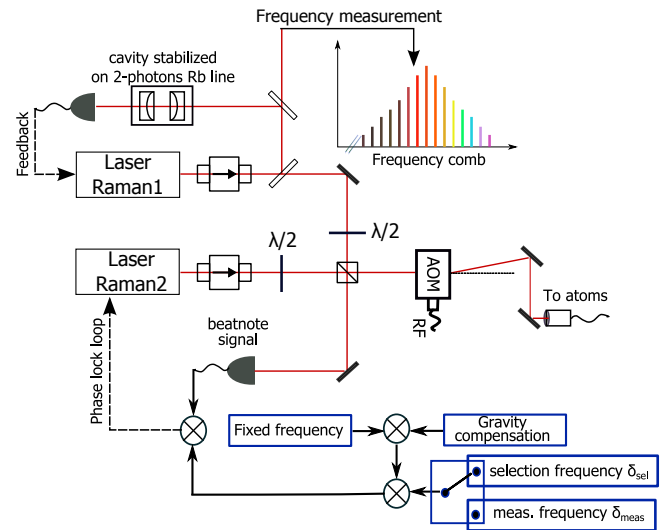 Frequency measurement
cavity stabilized
on 2-photons Rb line
Feedback
Laser
Raman1
Frequency comb
λ/2
λ/2
Laser
Raman2
AOM
RF
To atoms
beatnote
signal
Phase lock loop
Fixed frequency
Gravity
compensation
selection frequency δsel
meas. frequency δmeas